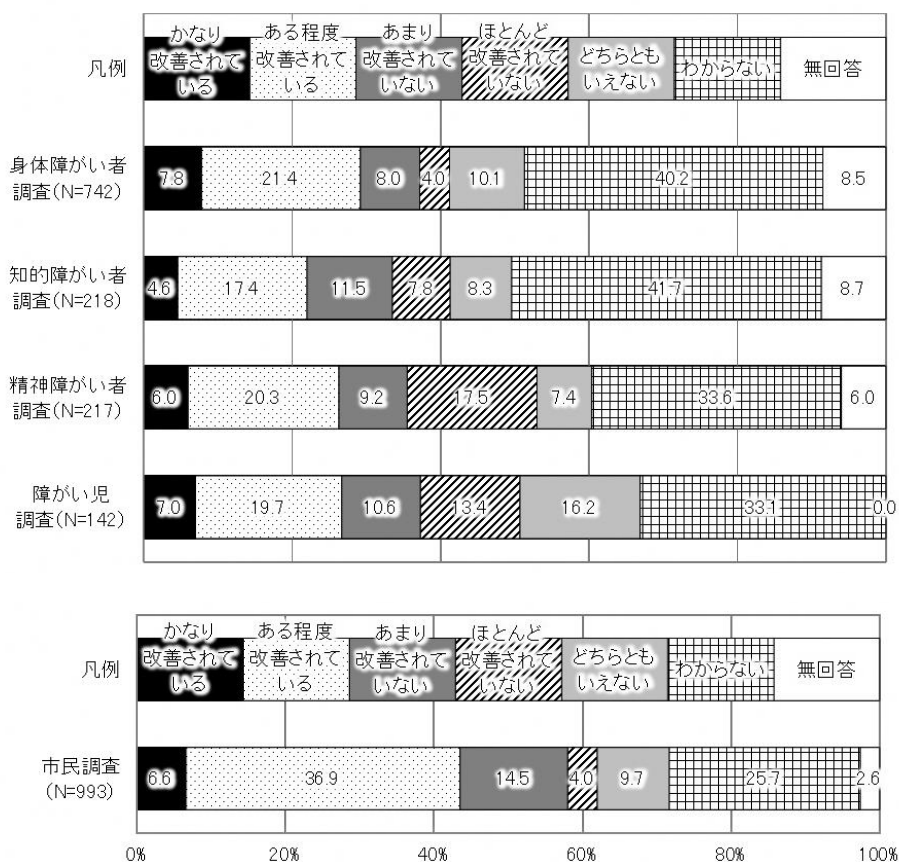 凡例
かなり
改善されて
いる
ある程度
改善されて
いる
あまり
改善されて
いない
ほとんど
改善されて
いない
どちらとも
いえない
わからない
無回答
身体障がい者
調査(N=742)
7.8 21.4 8.0 4.0 10.1 40.2 8.5
知的障がい者
調査(N=218)
4.6 17.4 11.5 7.8 8.3 41.7 8.7
精神障がい者
調査(N=217)
6.0 20.3 9.2 17.5 7.4 33.6 6.0
障がい児
調査(N=142)
7.0 19.7 10.6 13.4 16.2 33.1 0.0
凡例
かなり
改善されて
いる
ある程度
改善されて
いる
あまり
改善されて
いない
ほとんど
改善されて
いない
どちらとも
いえない
わからない
無回答
市民調査
(N=993)
6.6 36.9 14.5 4.0 9.7 25.7 2.6
0% 20% 40% 60% 80% 100%